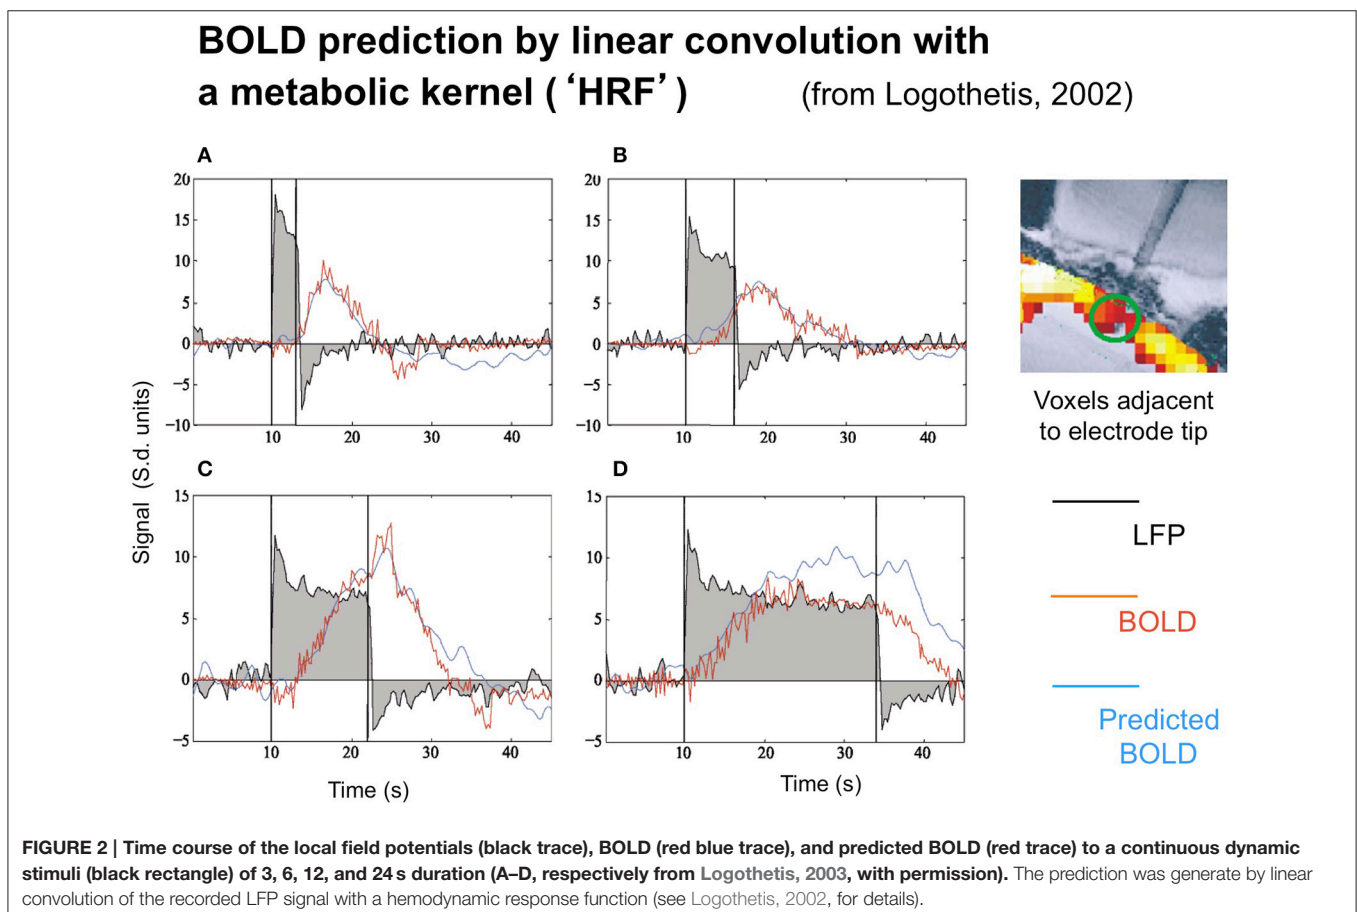 BOLD prediction by linear convolution with
a metabolic kernel ( ‘HRF’ ) (from Logothetis, 2002)
A
20
15
10
5
0
−5
−10
10
20
30
40
B
20
15
10
5
0
−5
−10
10
20
30
40
Voxels adjacent
to electrode tip
Signal (S.d. units)
C
15
10
5
0
−5
10
20
30
40
Time (s)
D
15
10
5
0
−5
10
20
30
40
Time (s)
LFP
BOLD
Predicted
BOLD
FIGURE 2 | Time course of the local field potentials (black trace), BOLD (red blue trace), and predicted BOLD (red trace) to a continuous dynamic
stimuli (black rectangle) of 3, 6, 12, and 24 s duration (A–D, respectively from Logothetis, 2003, with permission). The prediction was generate by linear
convolution of the recorded LFP signal with a hemodynamic response function (see Logothetis, 2002, for details).